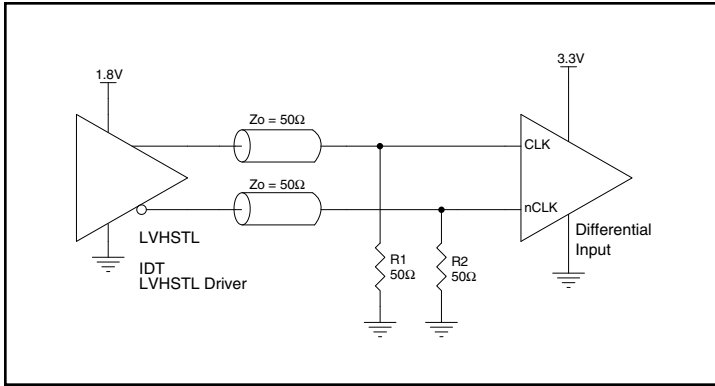 1.8V
3.3V
Zo = 50Ω
CLK
Zo = 50Ω
nCLK
LVHSTL
IDT
LVHSTL Driver
R1
50Ω
R2
50Ω
Differential
Input